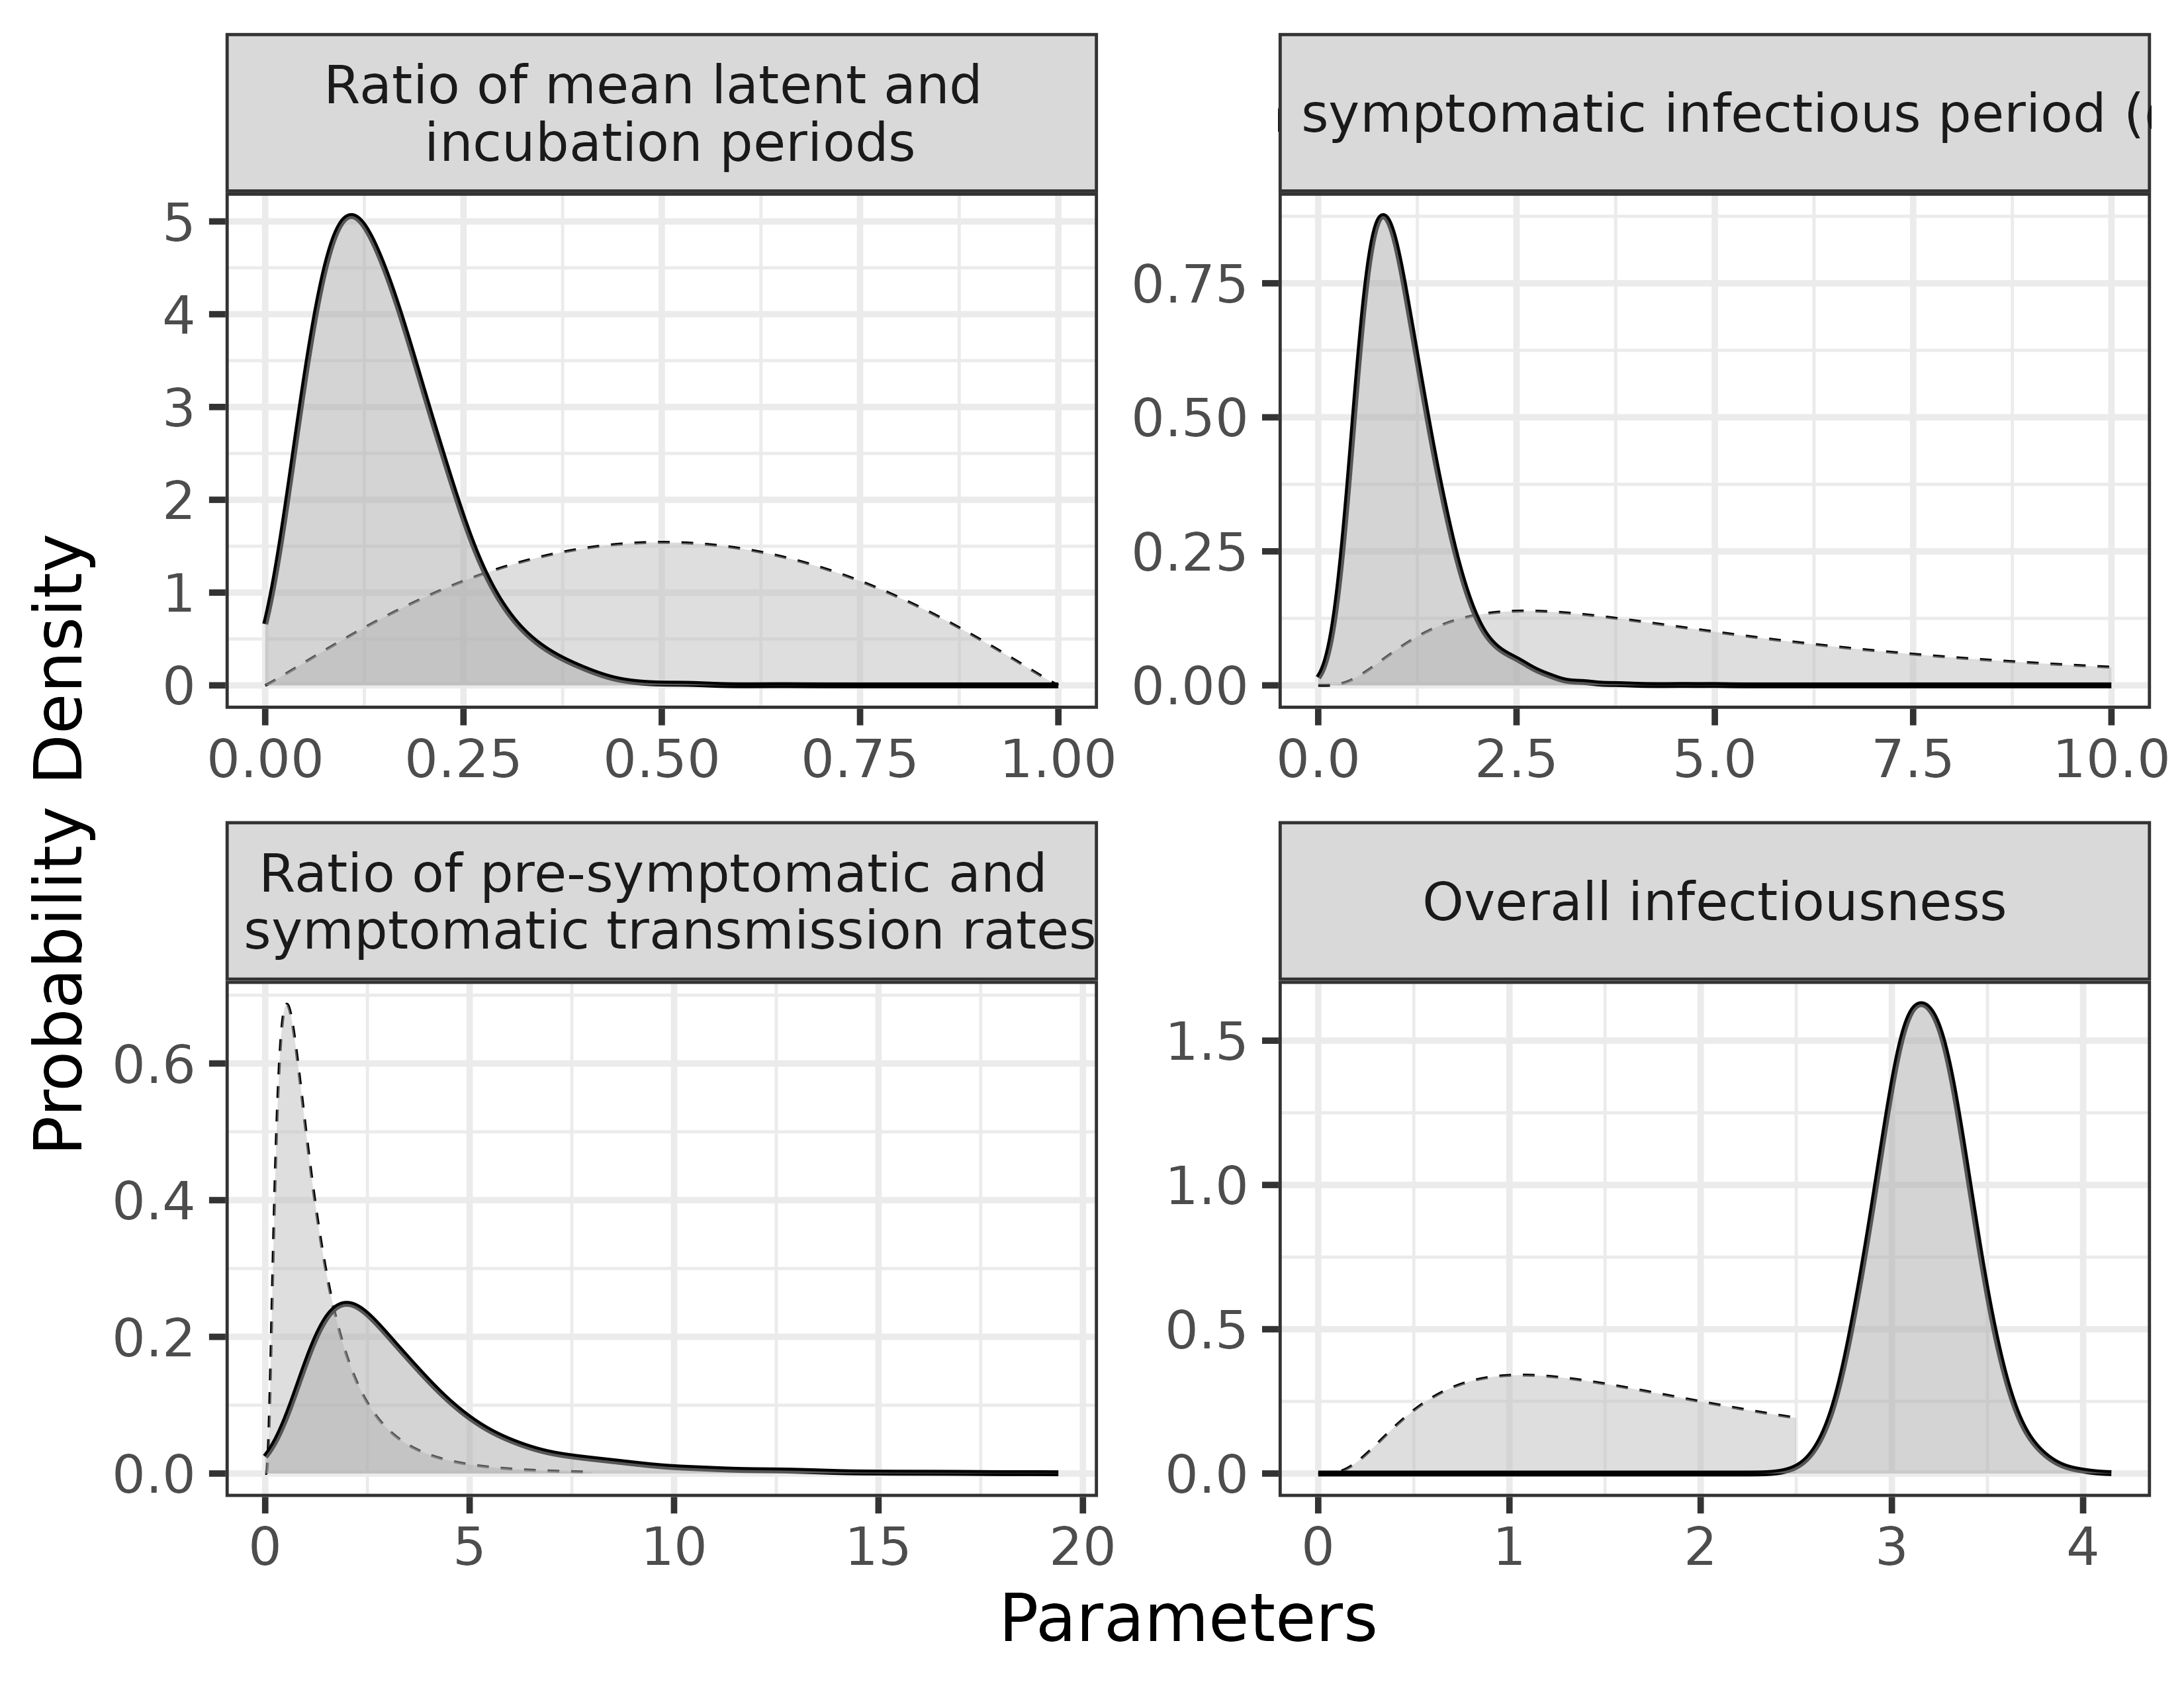 Ratio of mean latent and
incubation periods
symptomatic infectious period (
5
4
3
2
1
0
0.00 0.25 0.50 0.75 1.00
0.75
0.50
0.25
0.00
0.0 2.5 5.0 7.5 10.0
Probability Density
Ratio of pre-symptomatic and
symptomatic transmission rates
Overall infectiousness
0.6
0.4
0.2
0.0
0 5 10 15 20
1.5
1.0
0.5
0.0
0 1 2 3 4
Parameters